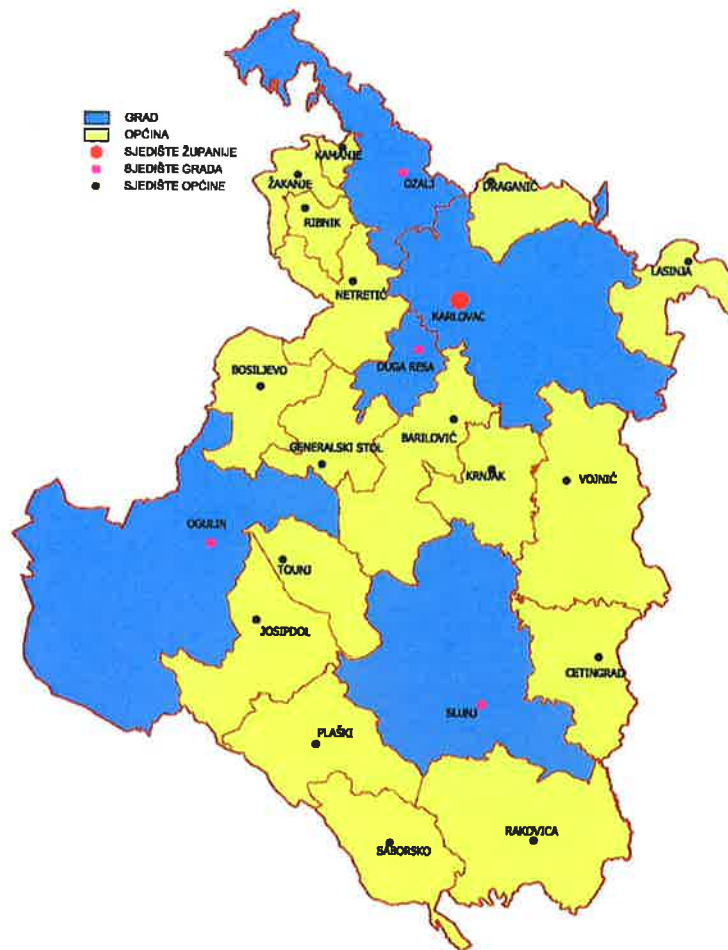 GRAD
OPĆINA
SJEDIŠTE ŽUPANIJE
SJEDIŠTE GRADA
SJEDIŠTE OPĆINE
KAMANJE
ŽAKANJE
OZALJ
DRAGANIĆ
RIBNIK
LASINJA
NETRETIĆ
KARLOVAC
DUGA RESA
BOSILJEVO
BARILOVIĆ
GENERALSKI STOL
KRNJAK
VOJNIĆ
OGULIN
TOUNJ
JOSIPDOL
CETINGRAD
SLUNJ
PLAŠKI
RAKOVICA
SABORSKO